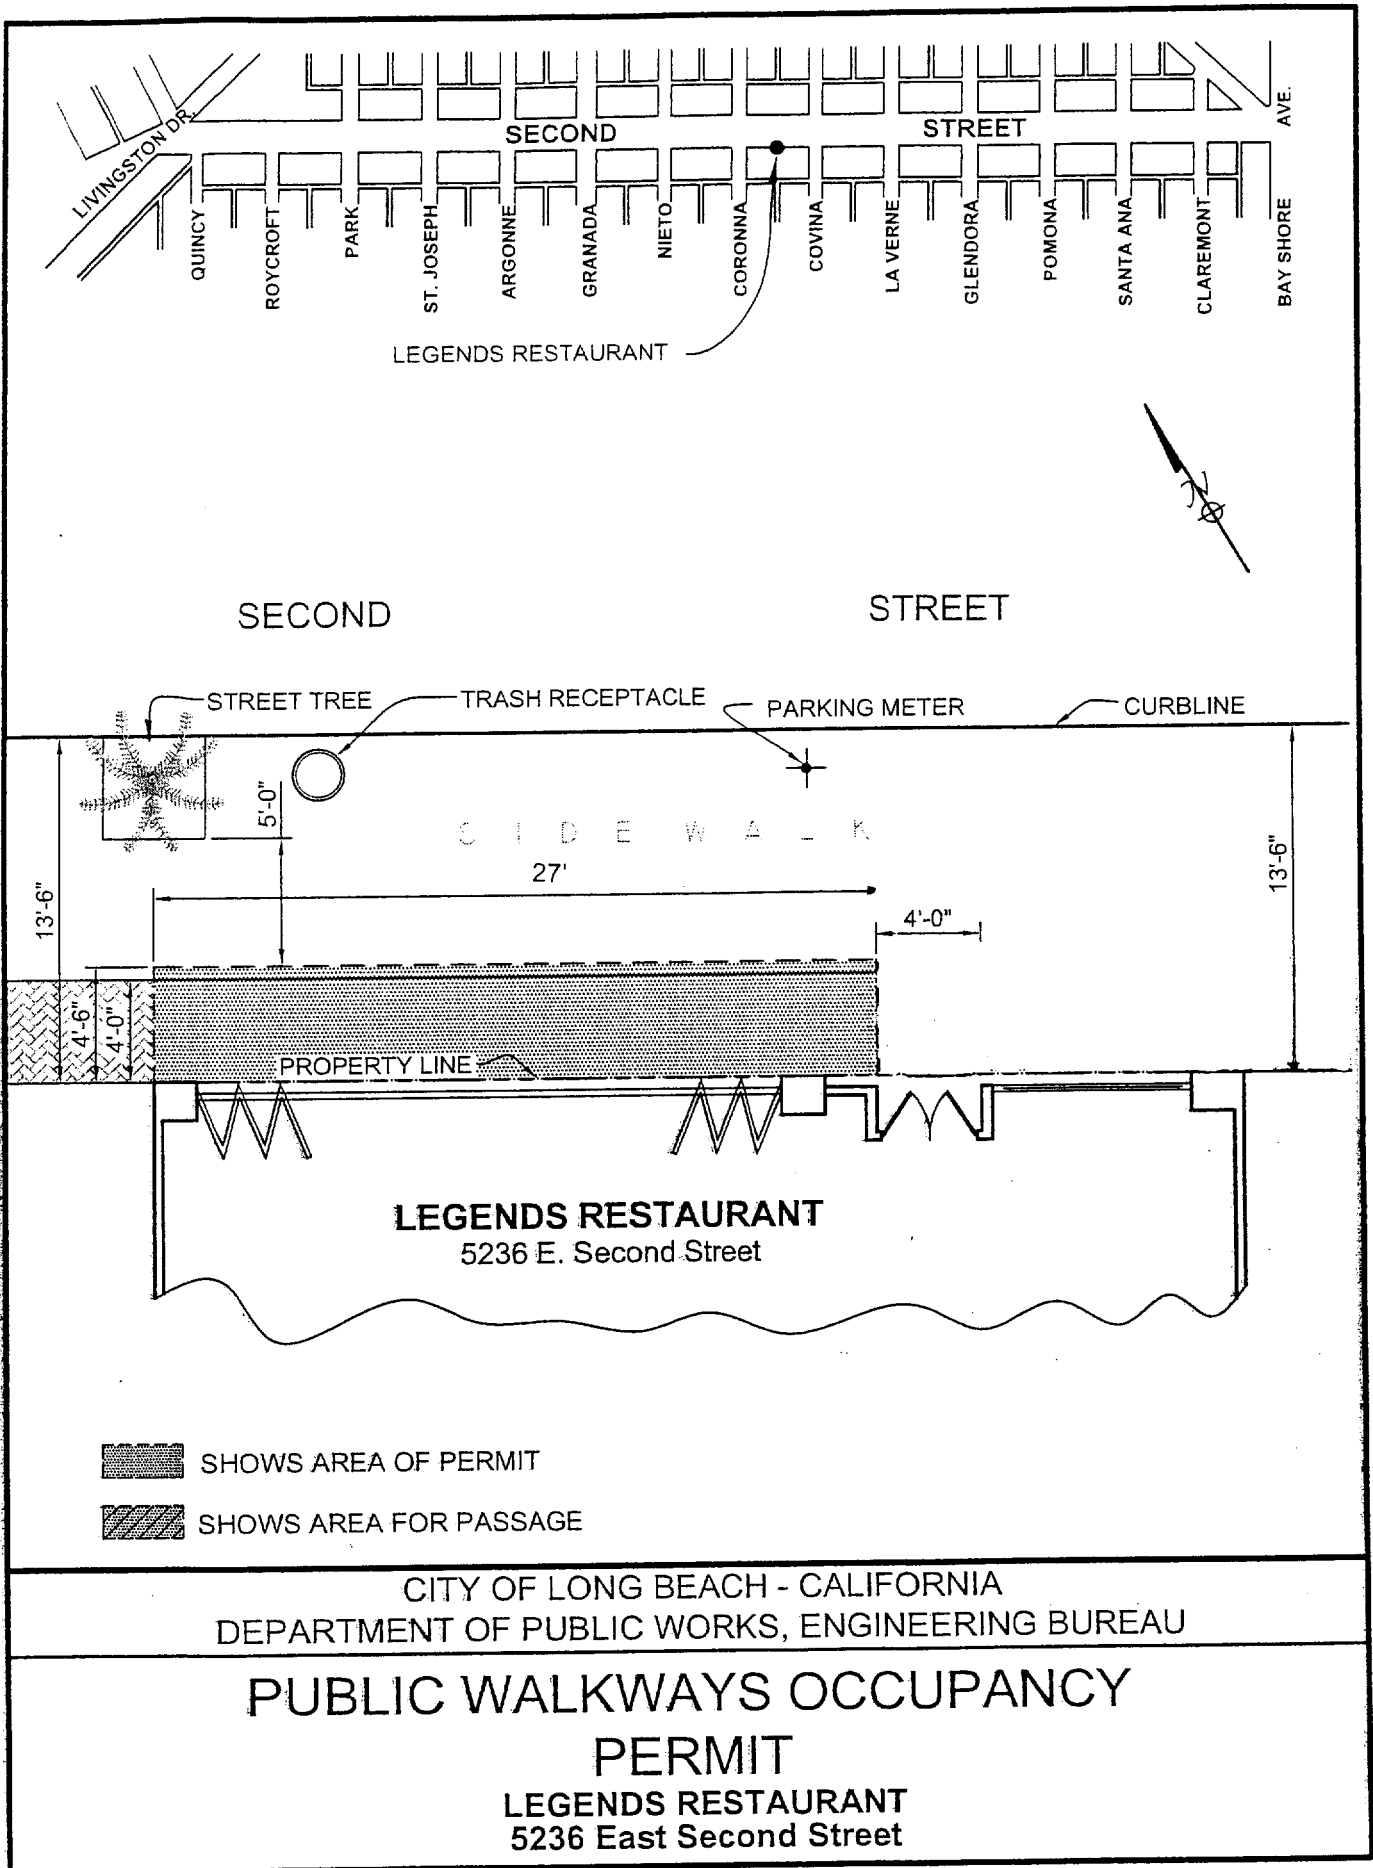 LIVINGSTON DR.
SECOND STREET
AVE.
QUINCY
ROYCROFT
PARK
ST. JOSEPH
ARGONNE
GRANADA
NIETO
CORONNA
COVINA
LA VERNE
GLENDORA
POMONA
SANTA ANA
CLAREMONT
BAY SHORE
LEGENDS RESTAURANT
N
SECOND STREET
STREET TREE
TRASH RECEPTACLE
PARKING METER
CURBLINE
5'-0"
SIDEWALK
27'
13'-6"
13'-6"
4'-0"
4'-6"
4'-0"
PROPERTY LINE
LEGENDS RESTAURANT
5236 E. Second Street
SHOWS AREA OF PERMIT
SHOWS AREA FOR PASSAGE
CITY OF LONG BEACH - CALIFORNIA
DEPARTMENT OF PUBLIC WORKS, ENGINEERING BUREAU
PUBLIC WALKWAYS OCCUPANCY
PERMIT
LEGENDS RESTAURANT
5236 East Second Street